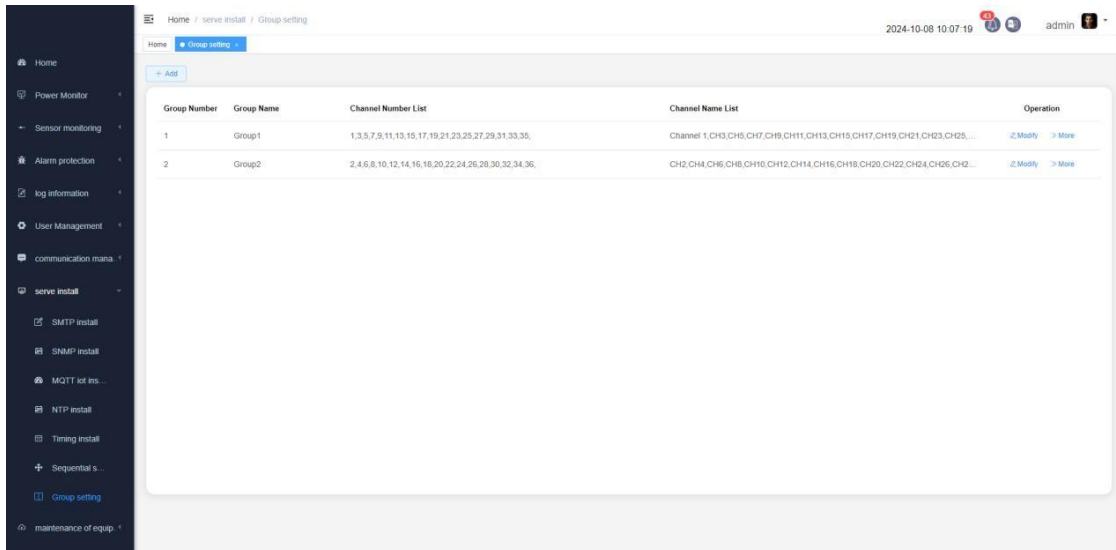 Home / serve install / Group setting
2024-10-08 10:07:19
43
admin
Home
Group setting ×
+ Add
Group Number Group Name Channel Number List Channel Name List Operation
1 Group1 1,3,5,7,9,11,13,15,17,19,21,23,25,27,29,31,33,35, Channel 1,CH3,CH5,CH7,CH9,CH11,CH13,CH15,CH17,CH19,CH21,CH23,CH25,... Modify More
2 Group2 2,4,6,8,10,12,14,16,18,20,22,24,26,28,30,32,34,36, CH2,CH4,CH6,CH8,CH10,CH12,CH14,CH16,CH18,CH20,CH22,CH24,CH26,CH2... Modify More
Home
Power Monitor
Sensor monitoring
Alarm protection
log information
User Management
communication mana..
serve install
SMTP install
SNMP install
MQTT iot ins...
NTP install
Timing install
Sequential s...
Group setting
maintenance of equip.